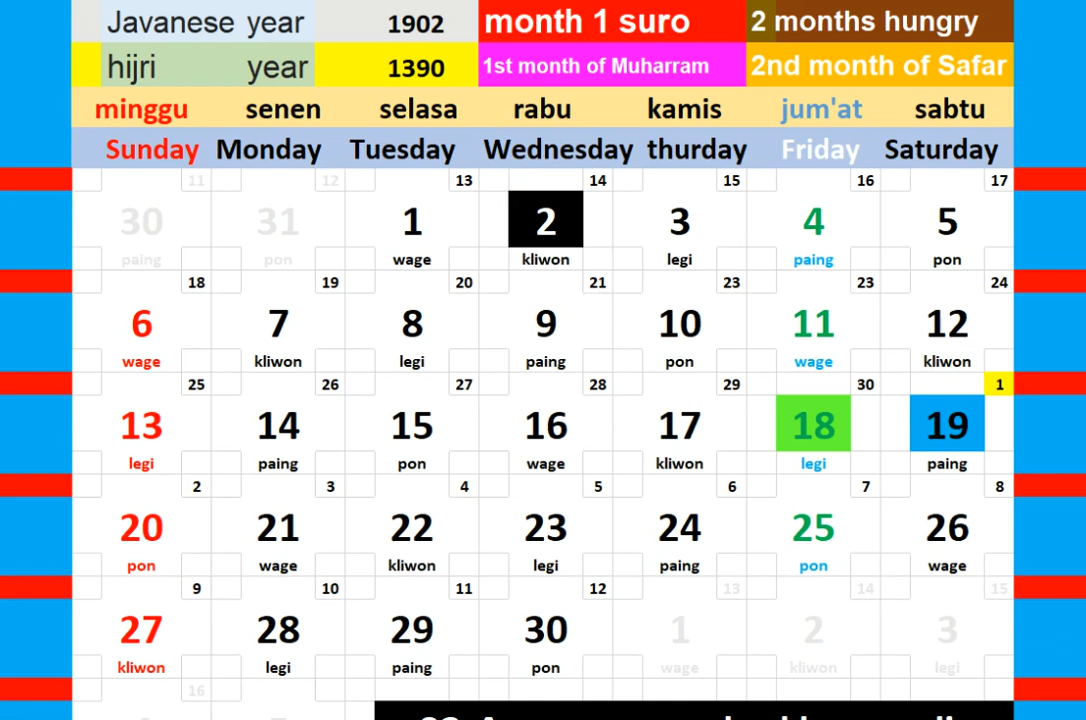 Javanese year 1902 month 1 suro 2 months hungry
hijri year 1390 1st month of Muharram 2nd month of Safar
minggu senen selasa rabu kamis jum'at sabtu
Sunday Monday Tuesday Wednesday thurday Friday Saturday
11 12 13 14 15 16 17
30 31 1 2 3 4 5
paing pon wage kliwon legi paing pon
18 19 20 21 23 23 24
6 7 8 9 10 11 12
wage kliwon legi paing pon wage kliwon
25 26 27 28 29 30 1
13 14 15 16 17 18 19
legi paing pon wage kliwon legi paing
2 3 4 5 6 7 8
20 21 22 23 24 25 26
pon wage kliwon legi paing pon wage
9 10 11 12 13 14 15
27 28 29 30 1 2 3
kliwon legi paing pon wage kliwon legi
16